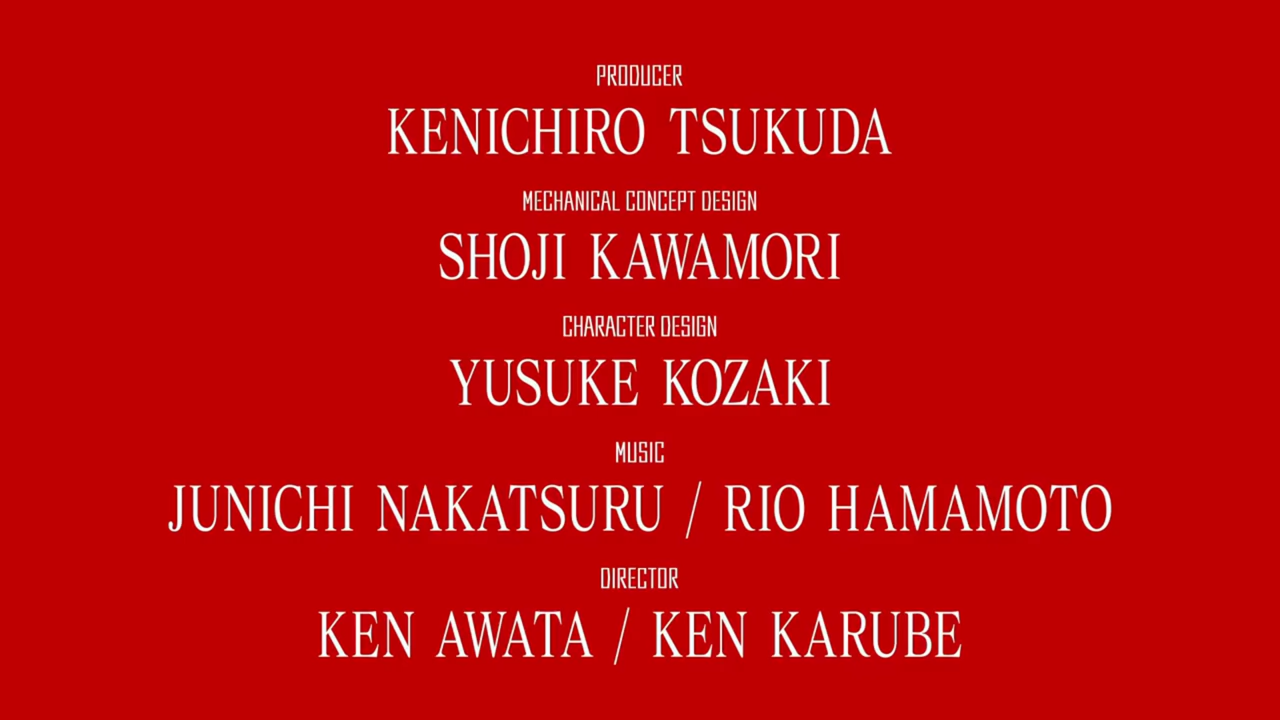 PRODUCER
KENICHIRO TSUKUDA
MECHANICAL CONCEPT DESIGN
SHOJI KAWAMORI
CHARACTER DESIGN
YUSUKE KOZAKI
MUSIC
JUNICHI NAKATSURU / RIO HAMAMOTO
DIRECTOR
KEN AWATA / KEN KARUBE